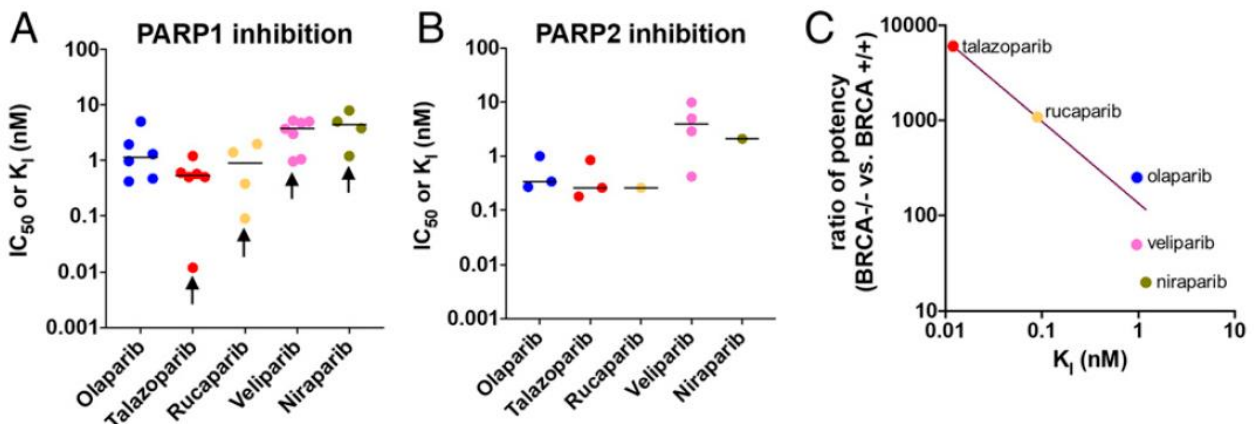 A
PARP1 inhibition
IC50 or KI (nM)
100
10
1
0.1
0.01
0.001
Olaparib
Talazoparib
Rucaparib
Veliparib
Niraparib
B
PARP2 inhibition
IC50 or KI (nM)
100
10
1
0.1
0.01
0.001
Olaparib
Talazoparib
Rucaparib
Veliparib
Niraparib
C
ratio of potency
(BRCA-/- vs. BRCA +/+)
10000
1000
100
10
talazoparib
rucaparib
olaparib
veliparib
niraparib
0.01
0.1
1
10
KI (nM)